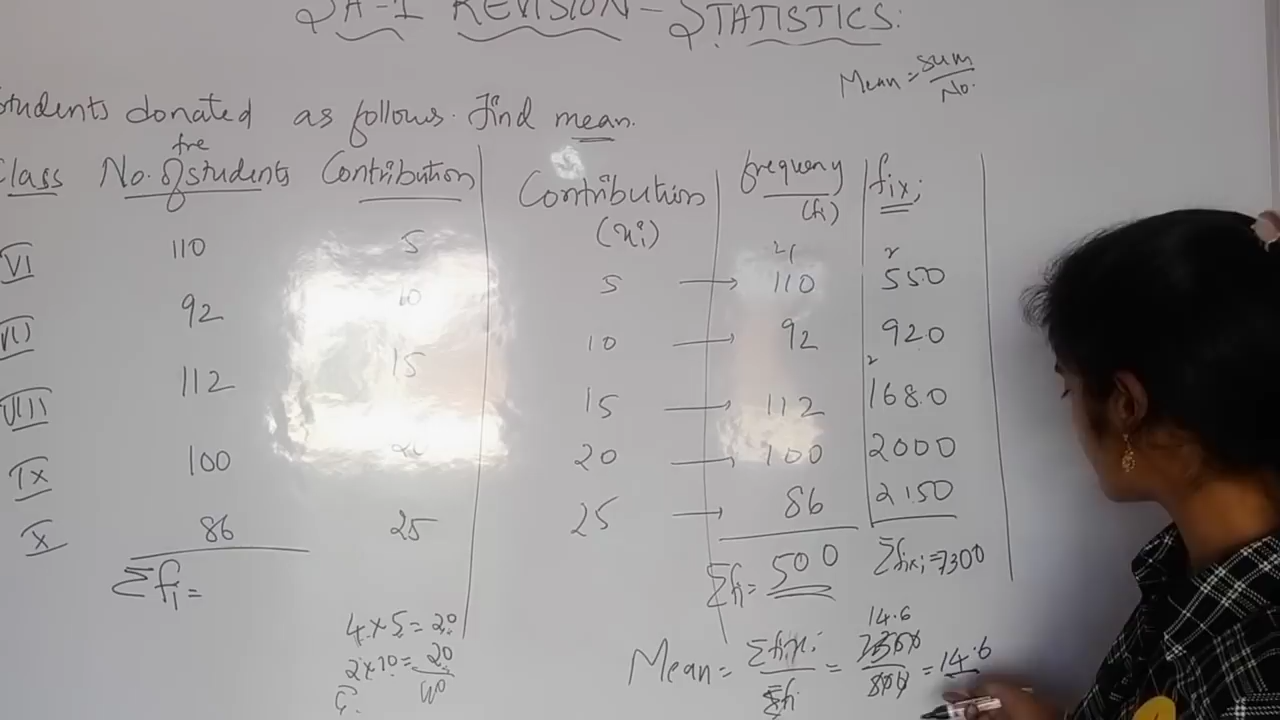 SA-1 REVISION - STATISTICS:
Mean = sum/No.
Students donated as follows. Find mean.
Class No. of students fre Contribution
VI 110 5
VII 92 10
VIII 112 15
IX 100 20
X 86 25
Σfi =
4×5=20
2×10=20
40
Contribution (xi) frequency (fi) fixi
5 → 110 550
10 → 92 920
15 → 112 1680
20 → 100 2000
25 → 86 2150
Σfi = 500 Σfixi = 7300
14.6
Mean = Σfixi/Σfi = 7300/500 = 14.6